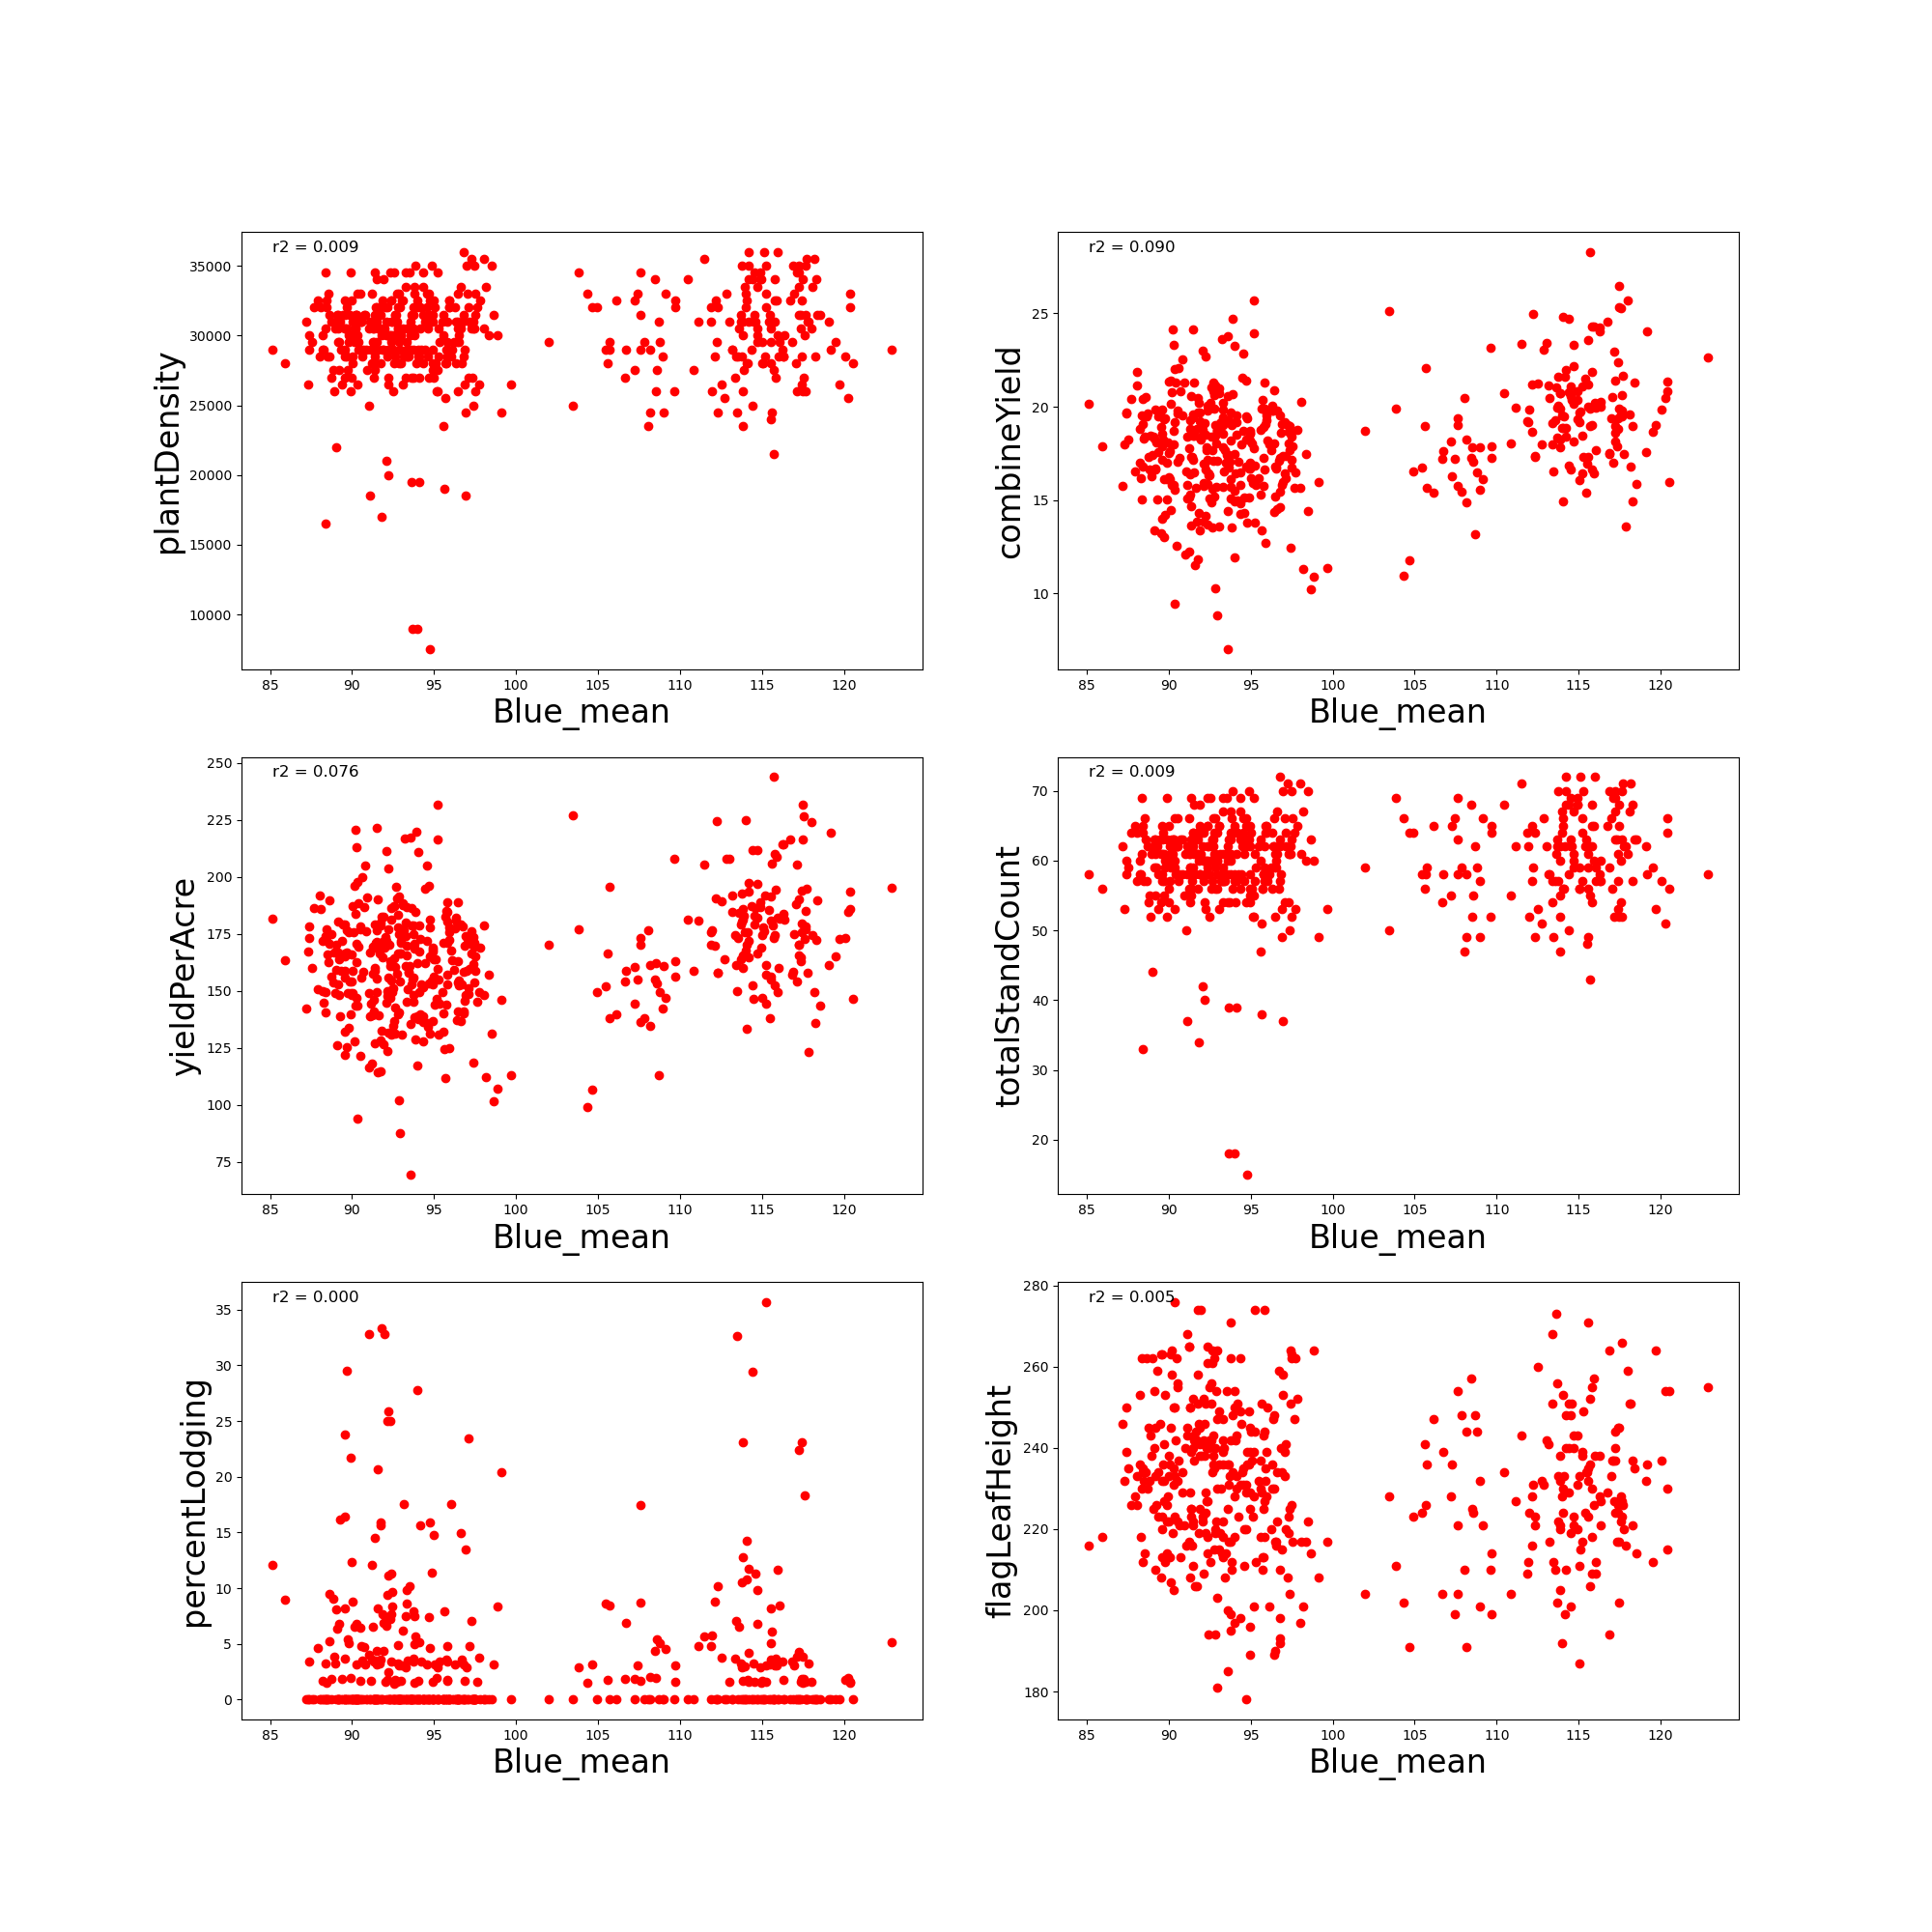 r2 = 0.009
plantDensity
35000
30000
25000
20000
15000
10000
85 90 95 100 105 110 115 120
Blue_mean
r2 = 0.090
combineYield
25
20
15
10
85 90 95 100 105 110 115 120
Blue_mean
r2 = 0.076
yieldPerAcre
250
225
200
175
150
125
100
75
85 90 95 100 105 110 115 120
Blue_mean
r2 = 0.009
totalStandCount
70
60
50
40
30
20
85 90 95 100 105 110 115 120
Blue_mean
r2 = 0.000
percentLodging
35
30
25
20
15
10
5
0
85 90 95 100 105 110 115 120
Blue_mean
r2 = 0.005
flagLeafHeight
280
260
240
220
200
180
85 90 95 100 105 110 115 120
Blue_mean